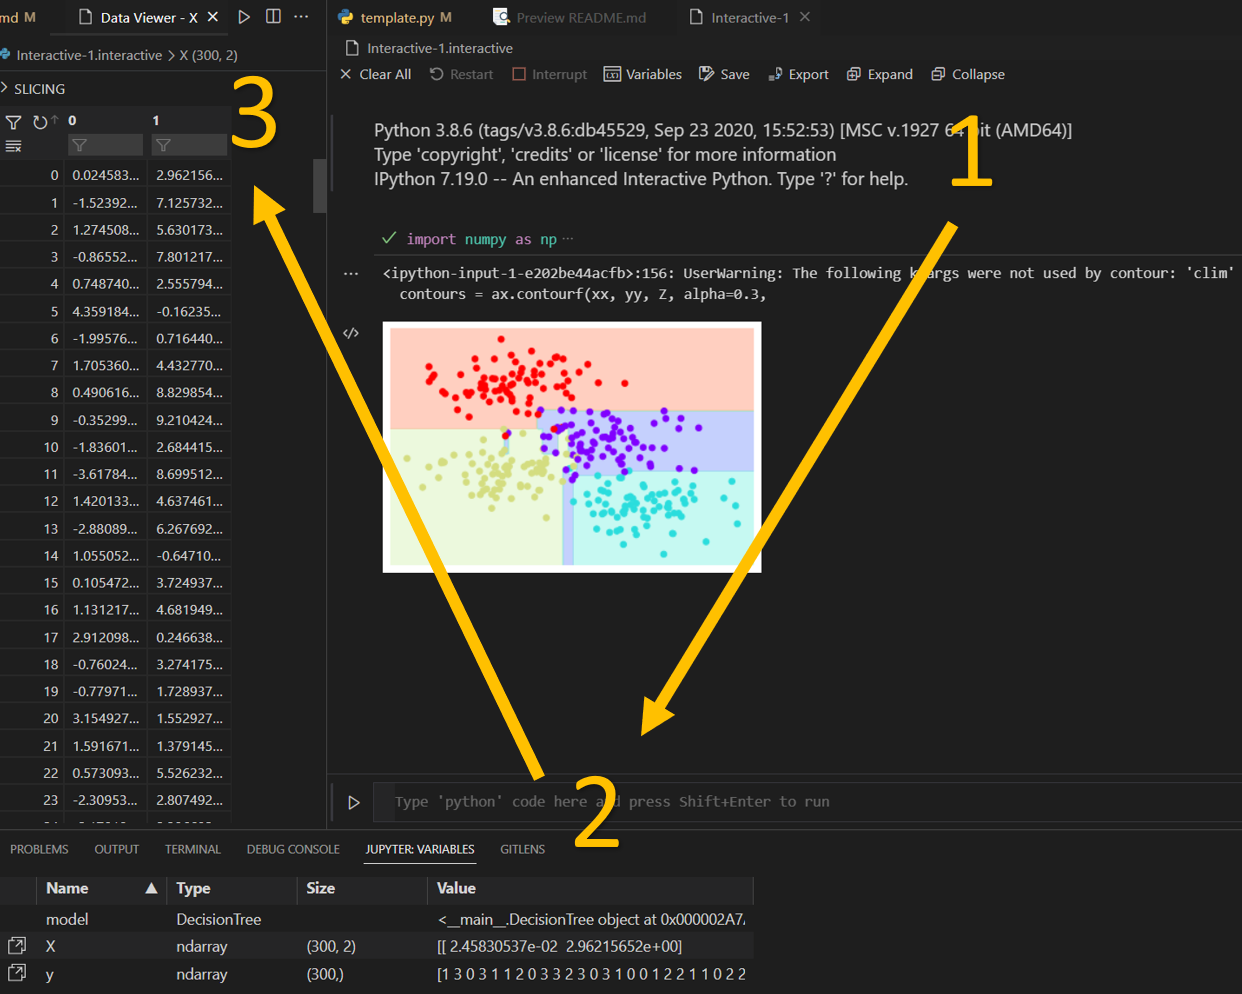 md M
Data Viewer - X
template.py M
Preview README.md
Interactive-1
Interactive-1.interactive > X (300, 2)
Interactive-1.interactive
Clear All Restart Interrupt Variables Save Export Expand Collapse
SLICING
0 1
0 0.024583... 2.962156...
1 -1.52392... 7.125732...
2 1.274508... 5.630173...
3 -0.86552... 7.801217...
4 0.748740... 2.555794...
5 4.359184... -0.16235...
6 -1.99576... 0.716440...
7 1.705360... 4.432770...
8 0.490616... 8.829854...
9 -0.35299... 9.210424...
10 -1.83601... 2.684415...
11 -3.61784... 8.699512...
12 1.420133... 4.637461...
13 -2.88089... 6.267692...
14 1.055052... -0.64710...
15 0.105472... 3.724937...
16 1.131217... 4.681949...
17 2.912098... 0.246638...
18 -0.76024... 3.274175...
19 -0.77971... 1.728937...
20 3.154927... 1.552927...
21 1.591671... 1.379145...
22 0.573093... 5.526232...
23 -2.30953... 2.807492...
3
1
2
Python 3.8.6 (tags/v3.8.6:db45529, Sep 23 2020, 15:52:53) [MSC v.1927 64 bit (AMD64)]
Type 'copyright', 'credits' or 'license' for more information
IPython 7.19.0 -- An enhanced Interactive Python. Type '?' for help.
import numpy as np ...
<ipython-input-1-e202be44acfb>:156: UserWarning: The following kwargs were not used by contour: 'clim'
contours = ax.contourf(xx, yy, Z, alpha=0.3,
Type 'python' code here and press Shift+Enter to run
PROBLEMS OUTPUT TERMINAL DEBUG CONSOLE JUPYTER: VARIABLES GITLENS
Name Type Size Value
model DecisionTree <__main__.DecisionTree object at 0x000002A7
X ndarray (300, 2) [[ 2.45830537e-02 2.96215652e+00]
y ndarray (300,) [1 3 0 3 1 1 2 0 3 3 2 3 0 3 1 0 0 1 2 2 1 1 0 2 2